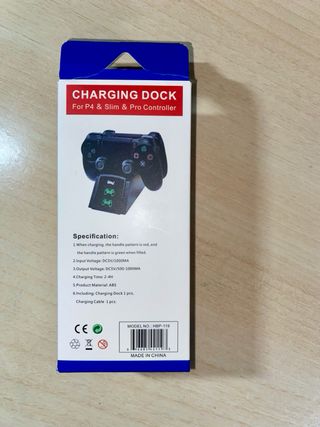 CHARGING DOCK
For P4 & Slim & Pro Controller
Specification:
1.When charging, the handle pattern is red, and
the handle pattern is green when filled.
2.Input Voltage: DC5V/1000MA
3.Output Voltage: DC5V/500-1000MA
4.Charging Time: 2-4H
5.Product Material: ABS
6.Including: Charging Dock 1 pcs,
Charging Cable 1 pcs.
CE
MODEL NO.: HBP-118
MADE IN CHINA